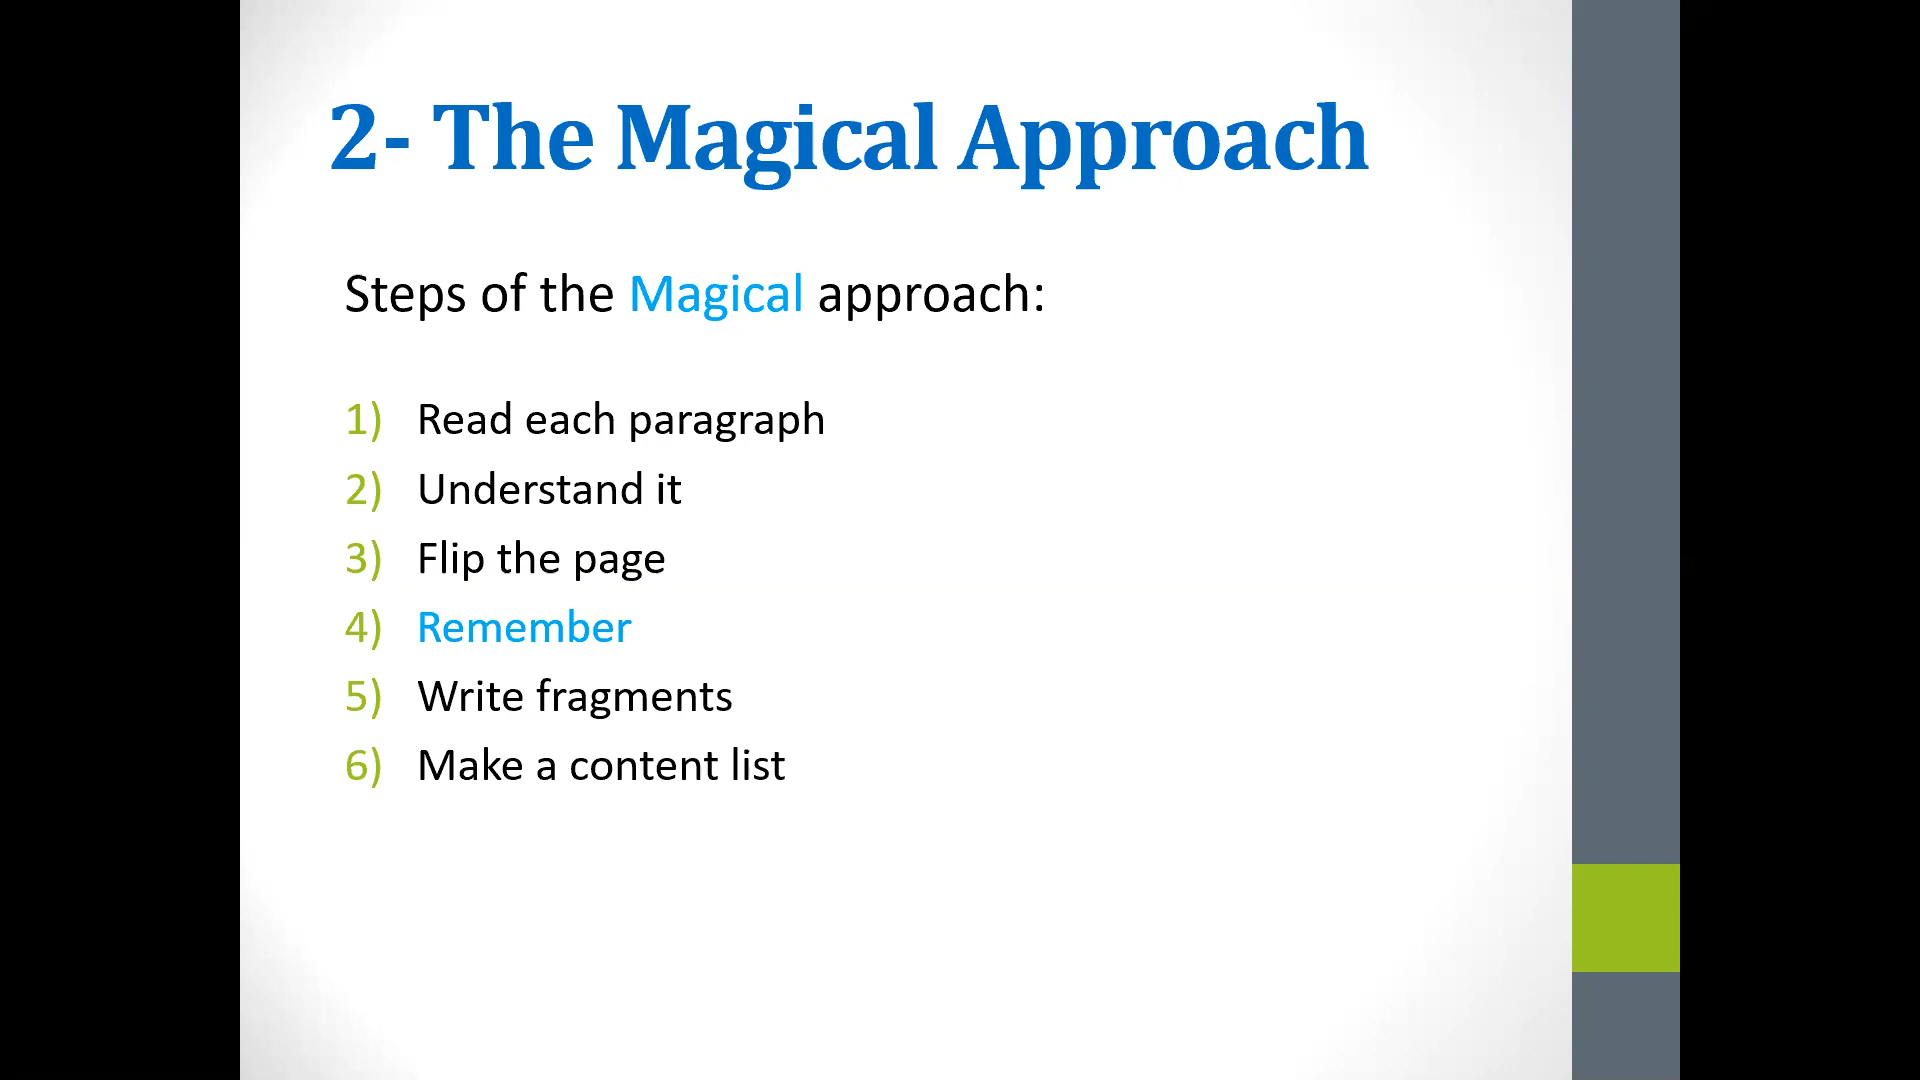 2- The Magical Approach
Steps of the Magical approach:
1) Read each paragraph
2) Understand it
3) Flip the page
4) Remember
5) Write fragments
6) Make a content list